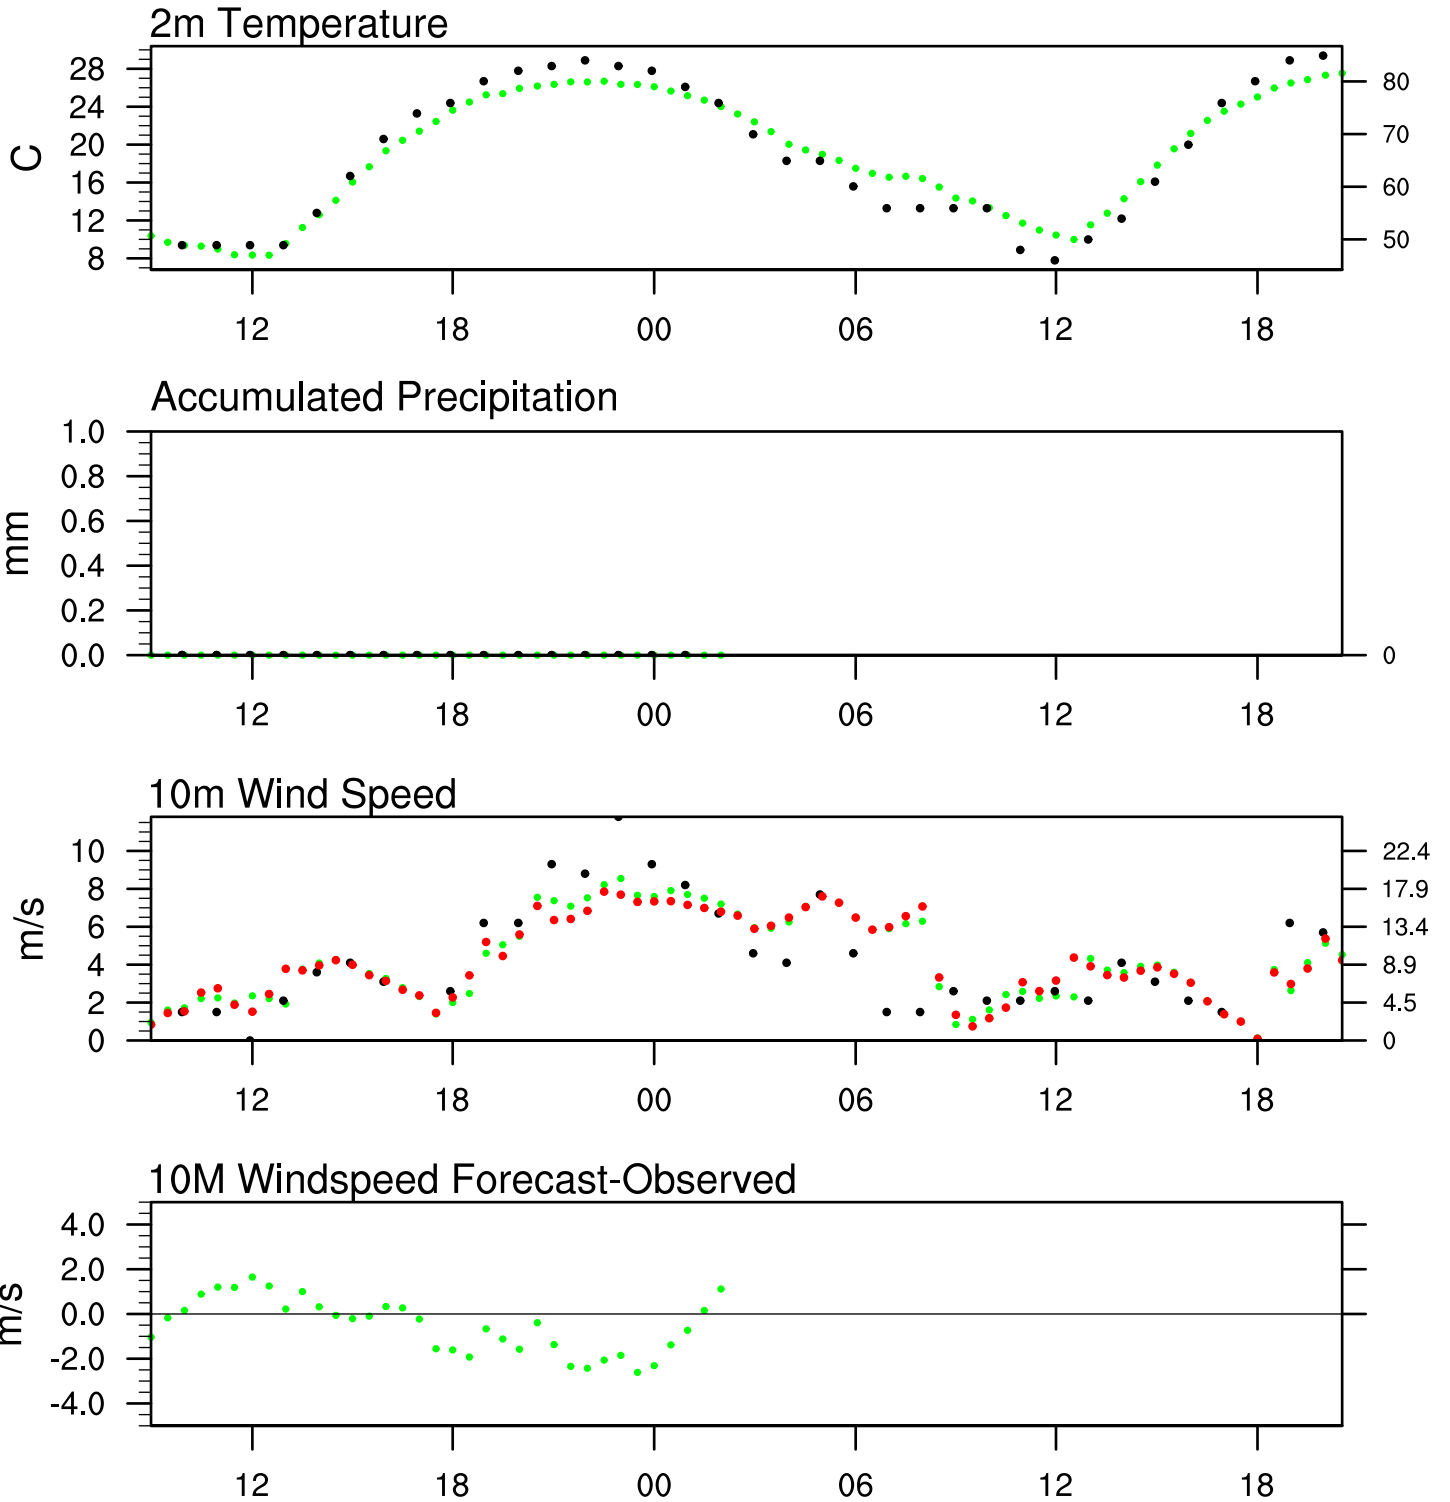 2m Temperature
28
24
20
16
12
8
C
80
70
60
50
12 18 00 06 12 18
Accumulated Precipitation
1.0
0.8
0.6
0.4
0.2
0.0
mm
0
12 18 00 06 12 18
10m Wind Speed
10
8
6
4
2
0
m/s
22.4
17.9
13.4
8.9
4.5
0
12 18 00 06 12 18
10M Windspeed Forecast-Observed
4.0
2.0
0.0
-2.0
-4.0
m/s
12 18 00 06 12 18